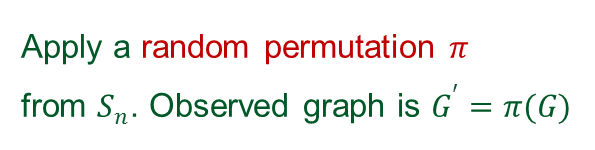 Apply a random permutation π
from Sₙ. Observed graph is G′ = π(G)